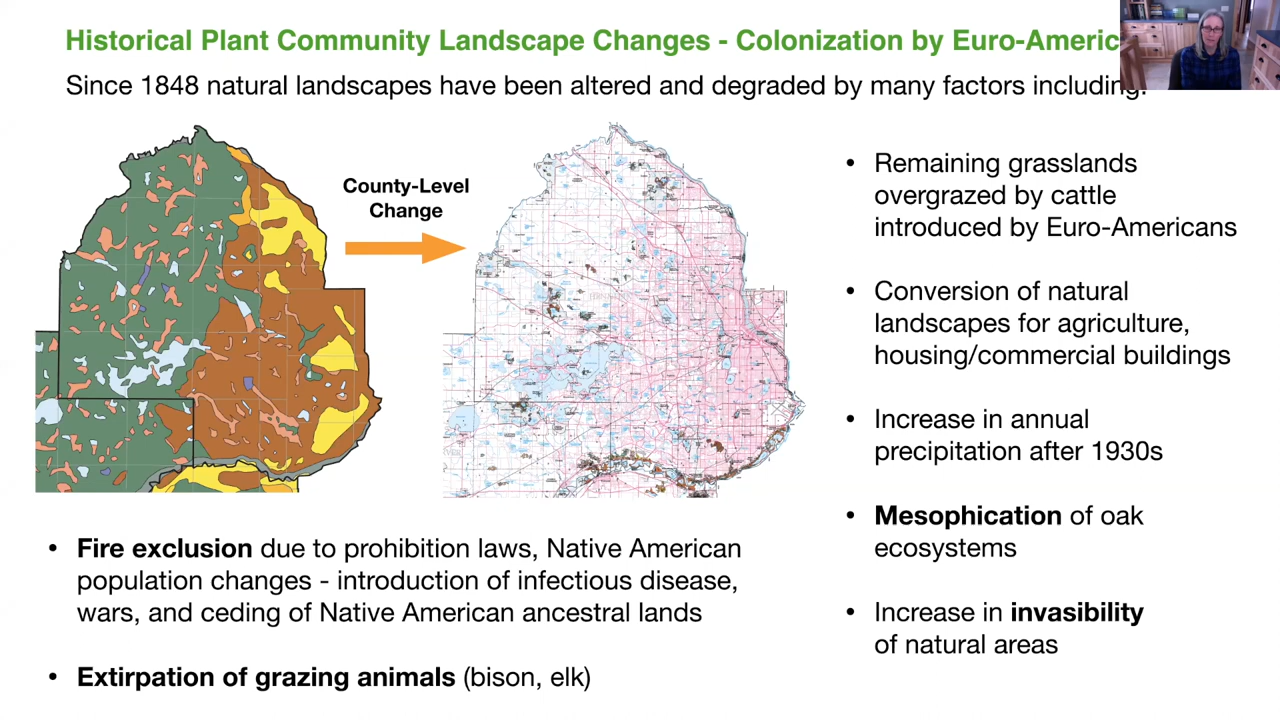 Historical Plant Community Landscape Changes - Colonization by Euro-Americ
Since 1848 natural landscapes have been altered and degraded by many factors including:
County-Level
Change
• Fire exclusion due to prohibition laws, Native American
population changes - introduction of infectious disease,
wars, and ceding of Native American ancestral lands
• Extirpation of grazing animals (bison, elk)
• Remaining grasslands
overgrazed by cattle
introduced by Euro-Americans
• Conversion of natural
landscapes for agriculture,
housing/commercial buildings
• Increase in annual
precipitation after 1930s
• Mesophication of oak
ecosystems
• Increase in invasibility
of natural areas